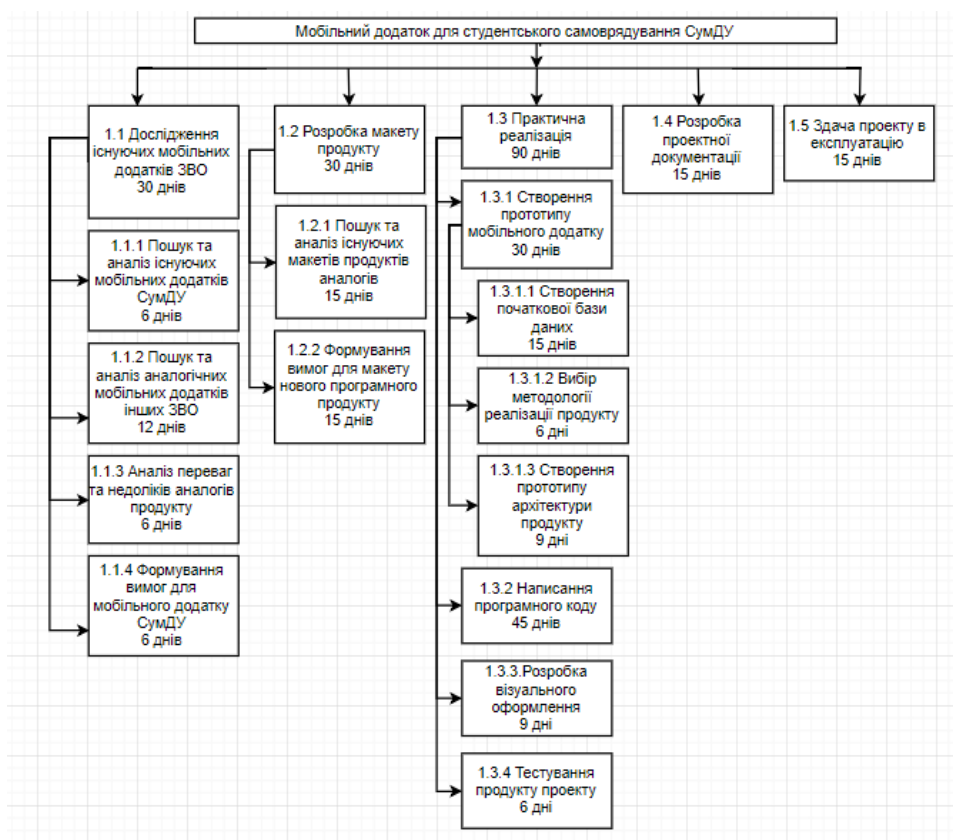 Мобільний додаток для студентського самоврядування СумДУ
1.1 Дослідження
існуючих мобільних
додатків ЗВО
30 днів
1.1.1 Пошук та
аналіз існуючих
мобільних додатків
СумДУ
6 днів
1.1.2 Пошук та
аналіз аналогічних
мобільних додатків
інших ЗВО
12 днів
1.1.3 Аналіз переваг
та недоліків аналогів
продукту
6 днів
1.1.4 Формування
вимог для
мобільного додатку
СумДУ
6 днів
1.2 Розробка макету
продукту
30 днів
1.2.1 Пошук та
аналіз існуючих
макетів продуктів
аналогів
15 днів
1.2.2 Формування
вимог для макету
нового програмного
продукту
15 днів
1.3 Практична
реалізація
90 днів
1.3.1 Створення
прототипу
мобільного додатку
30 днів
1.3.1.1 Створення
початкової бази
даних
15 днів
1.3.1.2 Вибір
методології
реалізації продукту
6 дні
1.3.1.3 Створення
прототипу
архітектури
продукту
9 дні
1.3.2 Написання
програмного коду
45 днів
1.3.3.Розробка
візуального
оформлення
9 дні
1.3.4 Тестування
продукту проекту
6 дні
1.4 Розробка
проектної
документації
15 днів
1.5 Здача проекту в
експлуатацію
15 днів